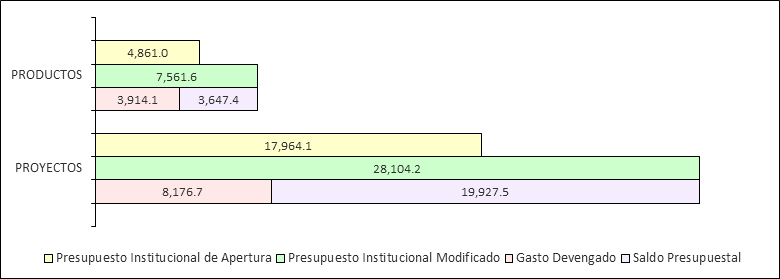 4,861.0
PRODUCTOS
7,561.6
3,914.1 3,647.4
17,964.1
PROYECTOS
28,104.2
8,176.7 19,927.5
Presupuesto Institucional de Apertura Presupuesto Institucional Modificado Gasto Devengado Saldo Presupuestal